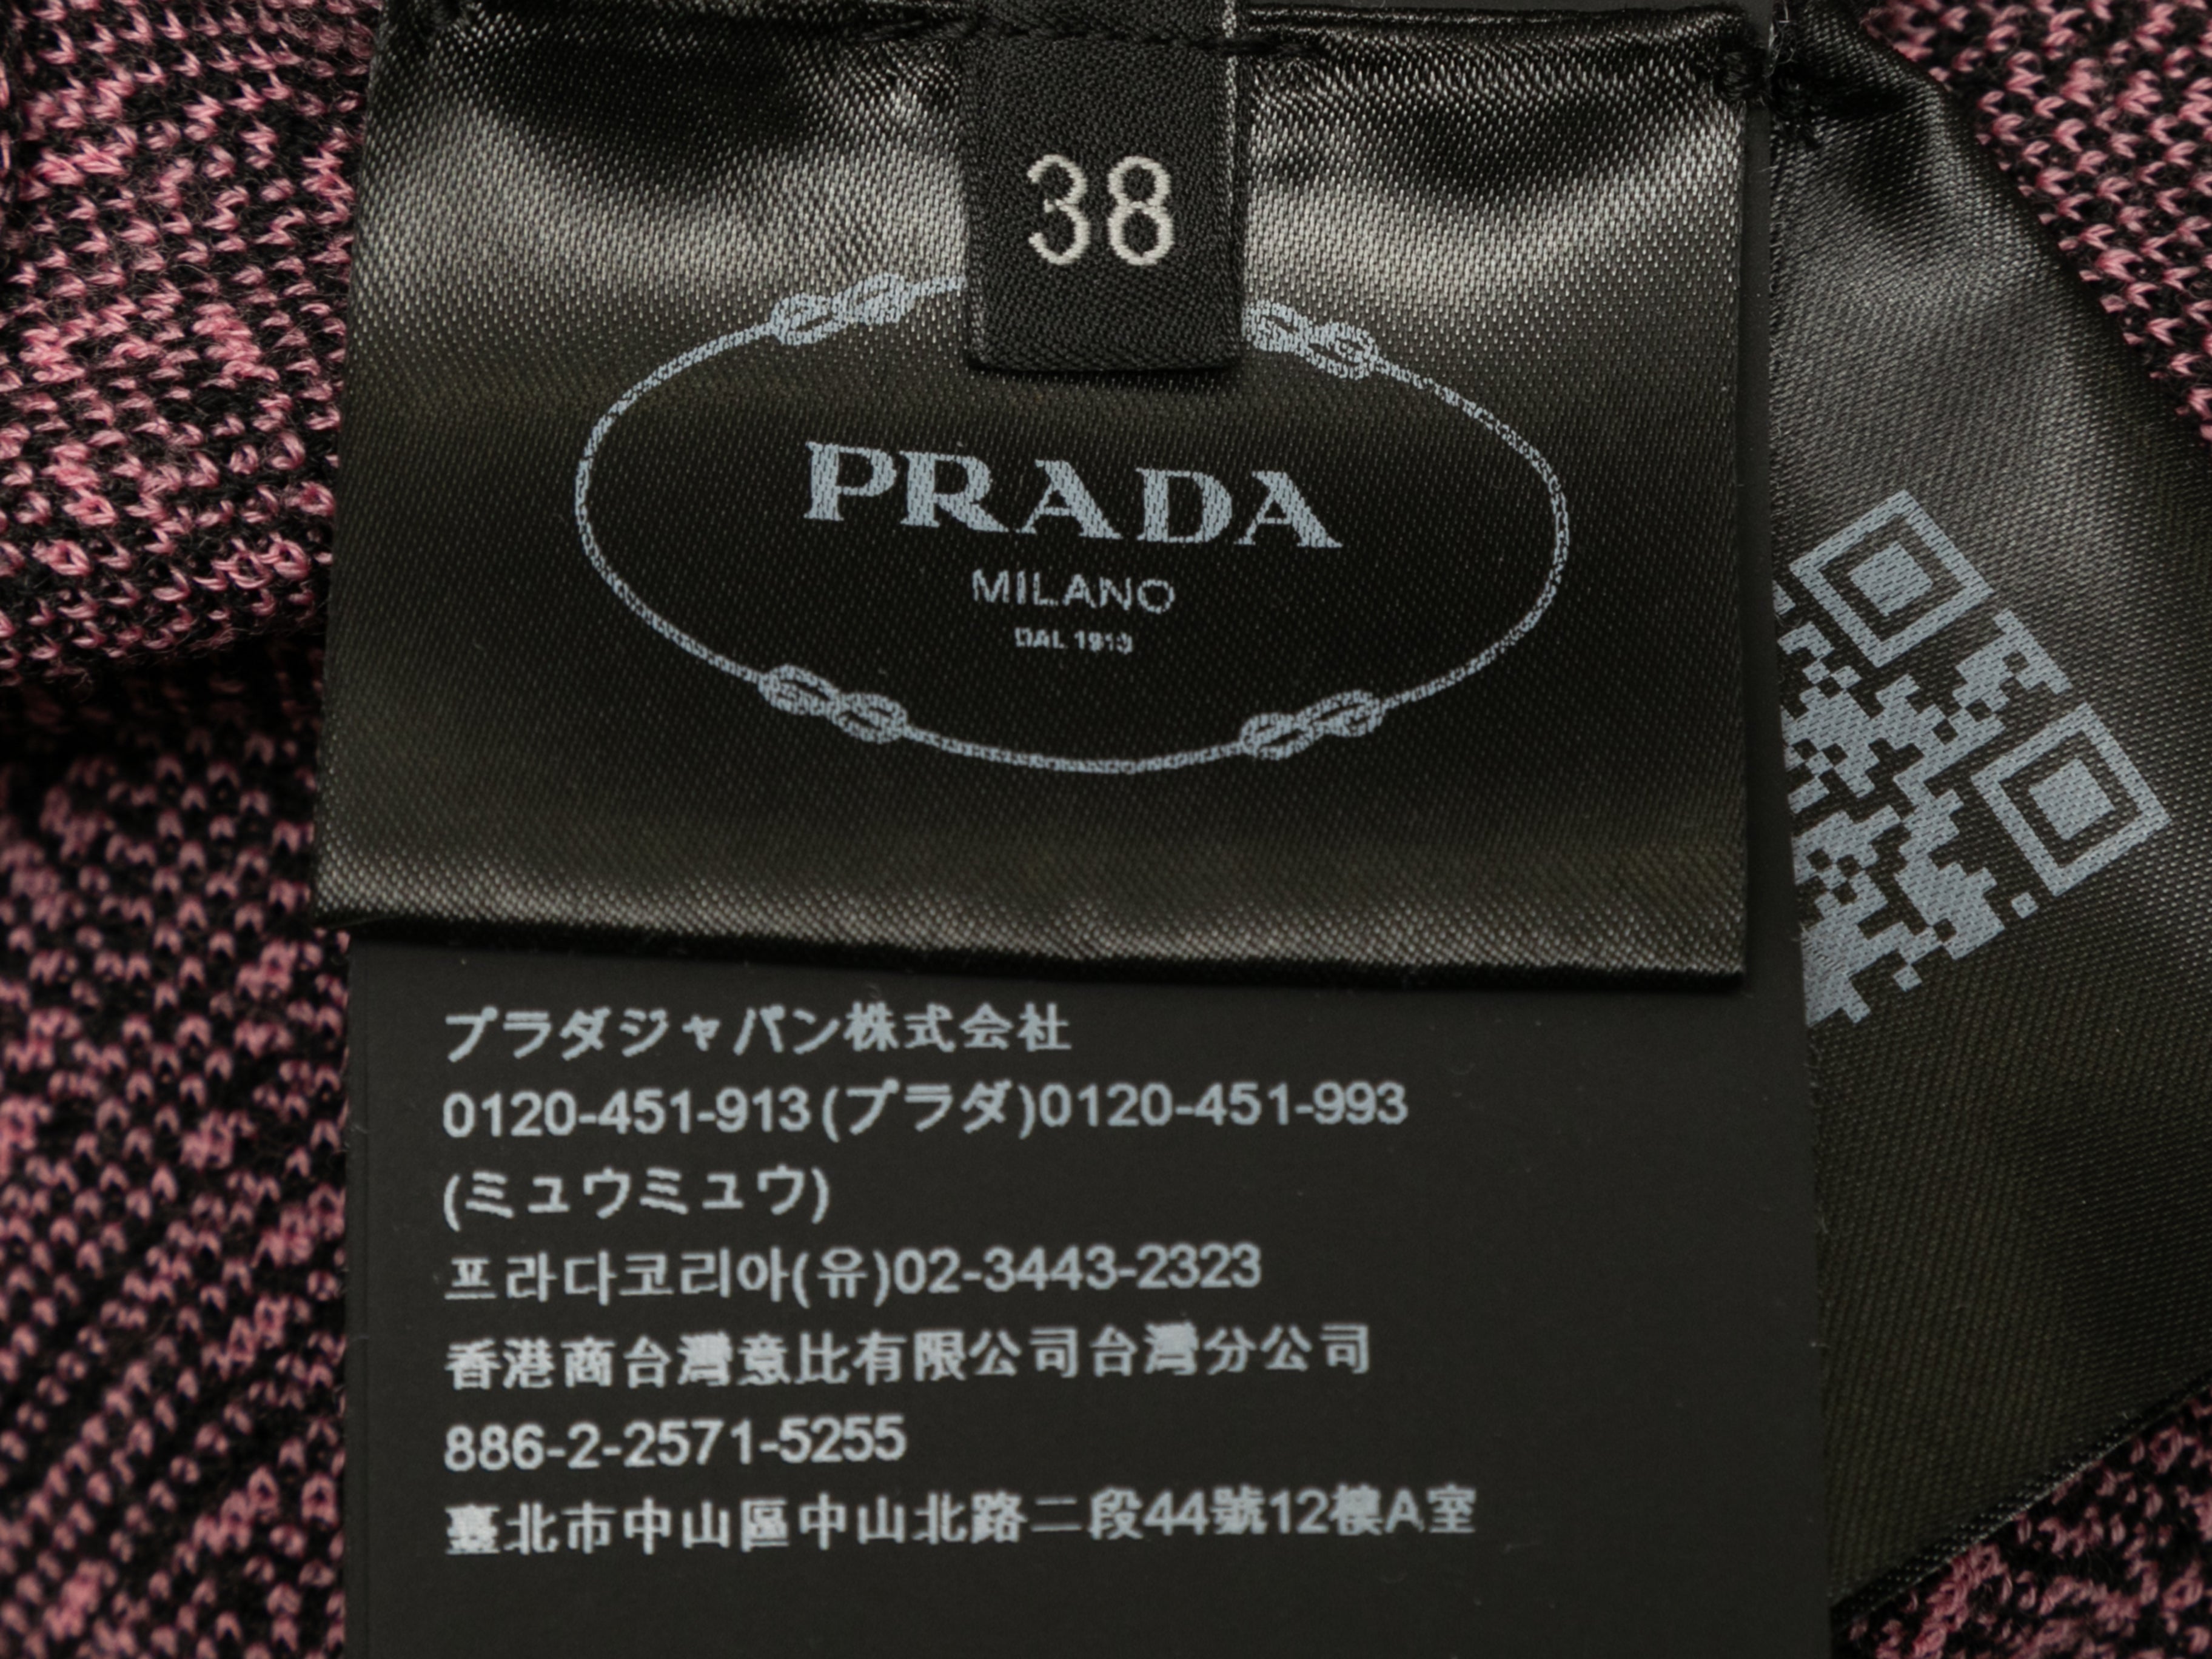 38
PRADA
MILANO
DAL 1913
プラダジャパン株式会社
0120-451-913(プラダ)0120-451-993
(ミュウミュウ)
프라다코리아(유)02-3443-2323
香港商台灣意比有限公司台灣分公司
886-2-2571-5255
臺北市中山區中山北路二段44號12樓A室